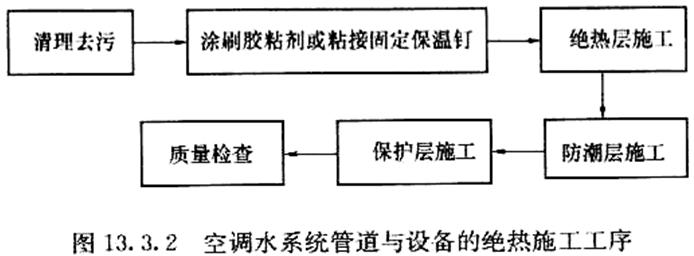 清理去污
涂刷胶粘剂或粘接固定保温钉
绝热层施工
防潮层施工
保护层施工
质量检查
图 13.3.2 空调水系统管道与设备的绝热施工工序